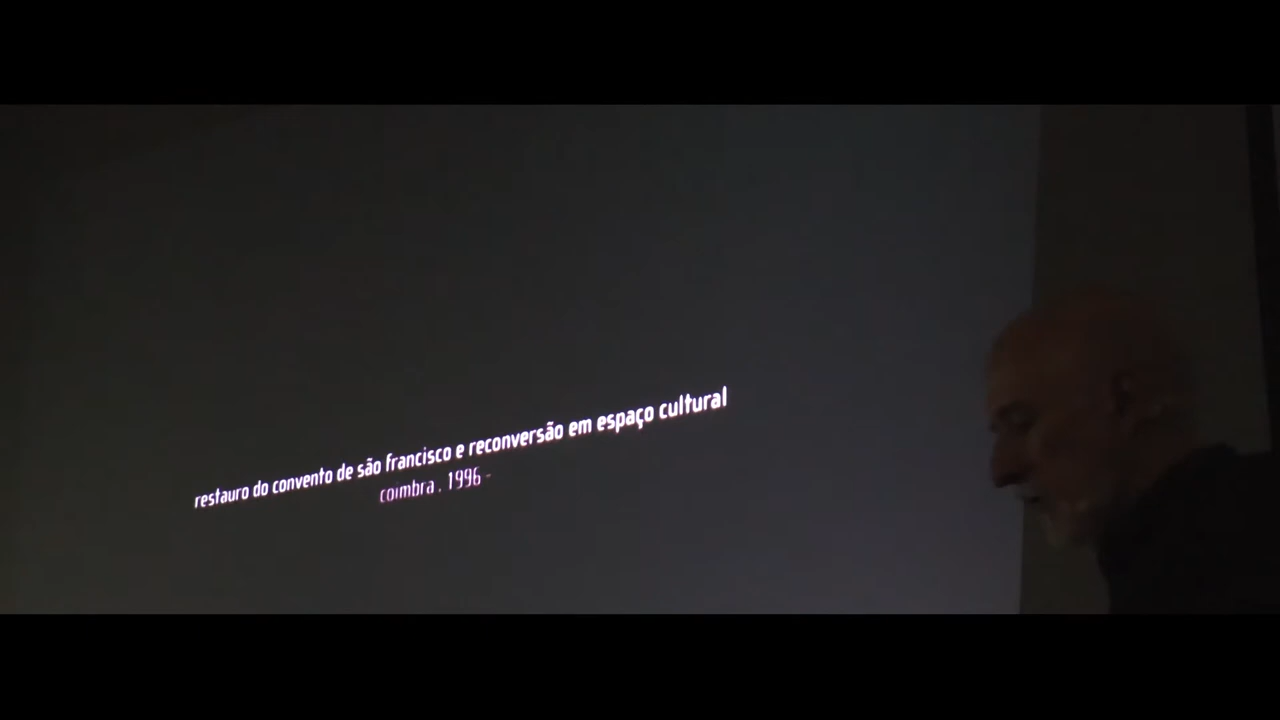 restauro do convento de são francisco e reconversão em espaço cultural
coimbra . 1996 -